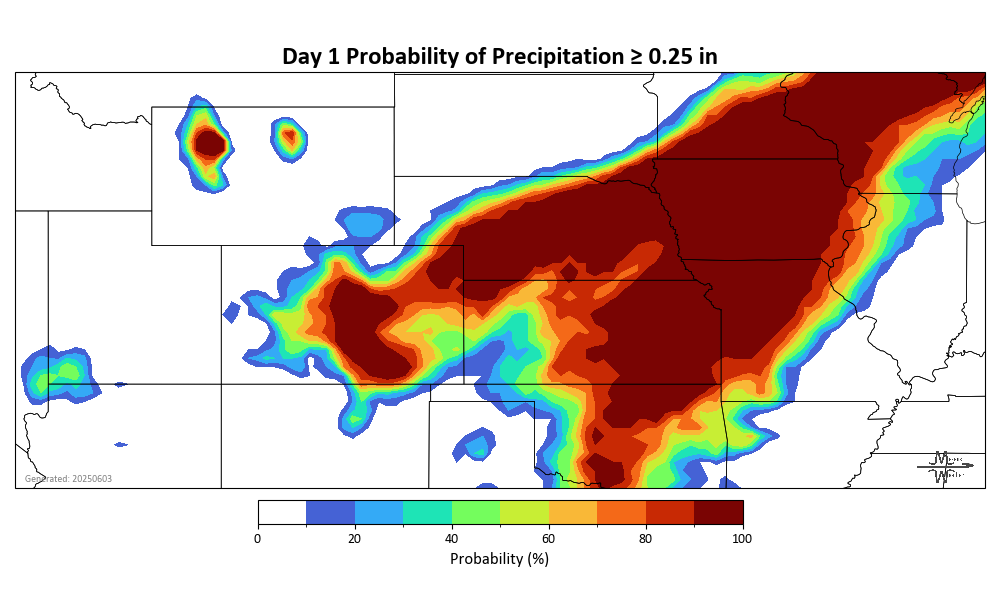 Day 1 Probability of Precipitation ≥ 0.25 in
Generated: 20250603
0 20 40 60 80 100
Probability (%)